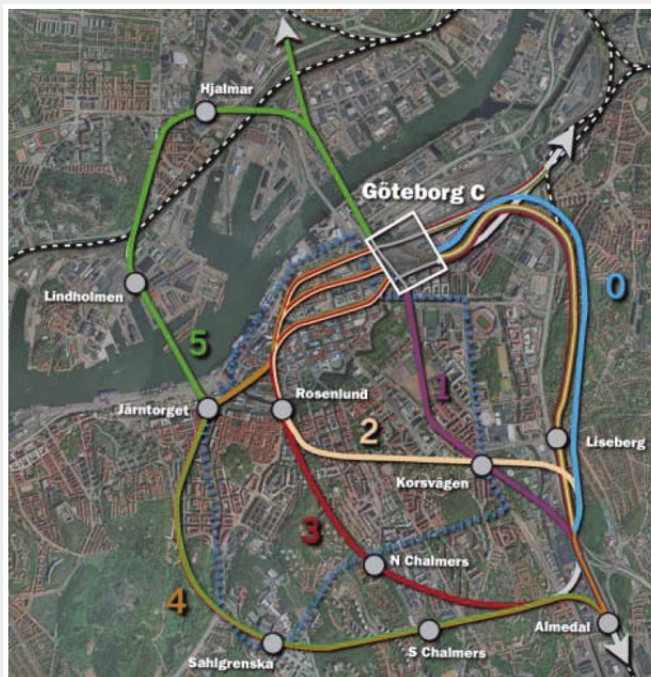 Hjalmar
Göteborg C
Lindholmen
0
5
1
Järntorget
Rosenlund
2
Liseberg
Korsvägen
3
N Chalmers
4
Almedal
S Chalmers
Sahlgrenska